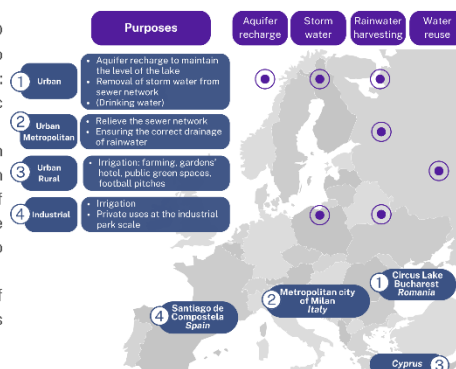 Purposes
Aquifer
recharge
Storm
water
Rainwater
harvesting
Water
reuse
1 Urban
• Aquifer recharge to maintain
the level of the lake
• Removal of storm water from
sewer network
• (Drinking water)
2 Urban
Metropolitan
• Relieve the sewer network
• Ensuring the correct drainage
of rainwater
3 Urban
Rural
• Irrigation: farming, gardens'
hotel, public green spaces,
football pitches
4 Industrial
• Irrigation
• Private uses at the industrial
park scale
1 Circus Lake
Bucharest
Romania
2 Metropolitan city
of Milan
Italy
4 Santiago de
Compostela
Spain
Cyprus 3